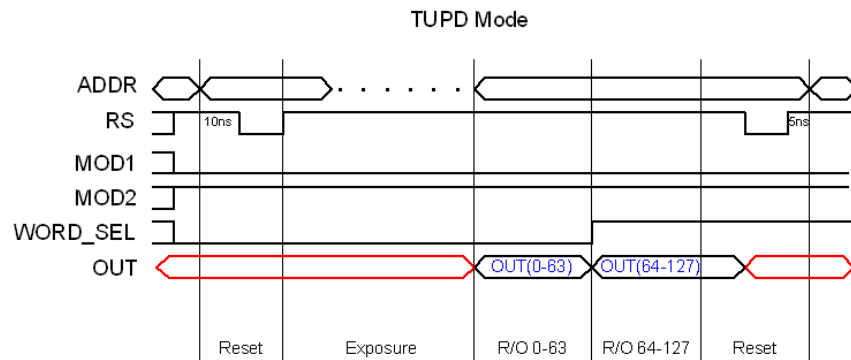 TUPD Mode
ADDR
RS 10ns 5ns
MOD1
MOD2
WORD_SEL
OUT OUT(0-63) OUT(64-127)
Reset Exposure R/O 0-63 R/O 64-127 Reset